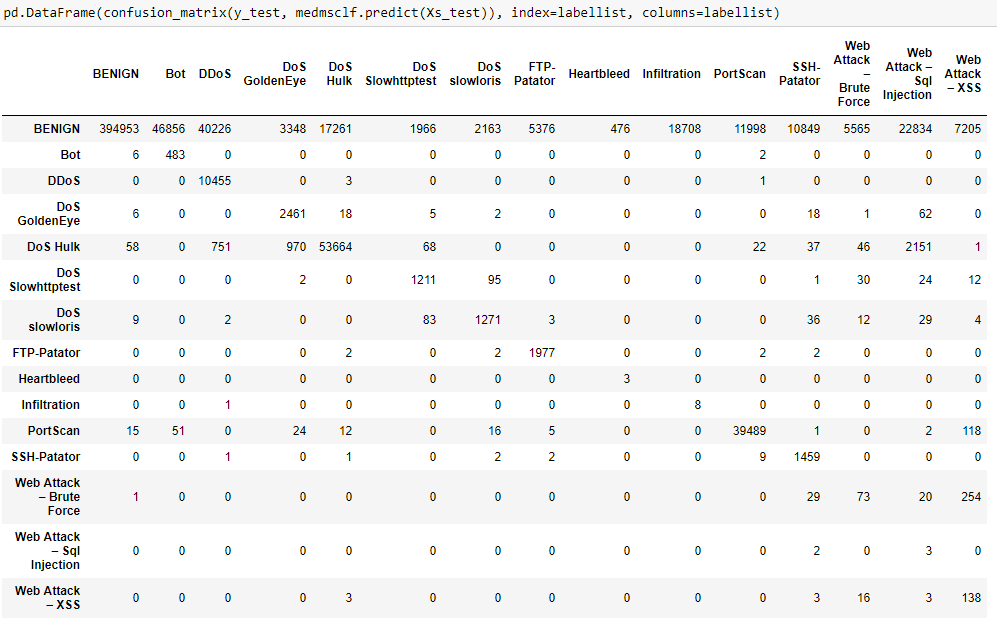 pd.DataFrame(confusion_matrix(y_test, medmsclf.predict(Xs_test)), index=labellist, columns=labellist)
BENIGN Bot DDoS DoS GoldenEye DoS Hulk DoS Slowhttptest DoS slowloris FTP-Patator Heartbleed Infiltration PortScan SSH-Patator Web Attack – Brute Force Web Attack – Sql Injection Web Attack – XSS
BENIGN 394953 46856 40226 3348 17261 1966 2163 5376 476 18708 11998 10849 5565 22834 7205
Bot 6 483 0 0 0 0 0 0 0 0 2 0 0 0 0
DDoS 0 0 10455 0 3 0 0 0 0 0 1 0 0 0 0
DoS GoldenEye 6 0 0 2461 18 5 2 0 0 0 0 18 1 62 0
DoS Hulk 58 0 751 970 53664 68 0 0 0 0 22 37 46 2151 1
DoS Slowhttptest 0 0 0 2 0 1211 95 0 0 0 0 1 30 24 12
DoS slowloris 9 0 2 0 0 83 1271 3 0 0 0 36 12 29 4
FTP-Patator 0 0 0 0 2 0 2 1977 0 0 2 2 0 0 0
Heartbleed 0 0 0 0 0 0 0 0 3 0 0 0 0 0 0
Infiltration 0 0 1 0 0 0 0 0 0 8 0 0 0 0 0
PortScan 15 51 0 24 12 0 16 5 0 0 39489 1 0 2 118
SSH-Patator 0 0 1 0 1 0 2 2 0 0 9 1459 0 0 0
Web Attack – Brute Force 1 0 0 0 0 0 0 0 0 0 0 29 73 20 254
Web Attack – Sql Injection 0 0 0 0 0 0 0 0 0 0 0 2 0 3 0
Web Attack – XSS 0 0 0 0 3 0 0 0 0 0 0 3 16 3 138